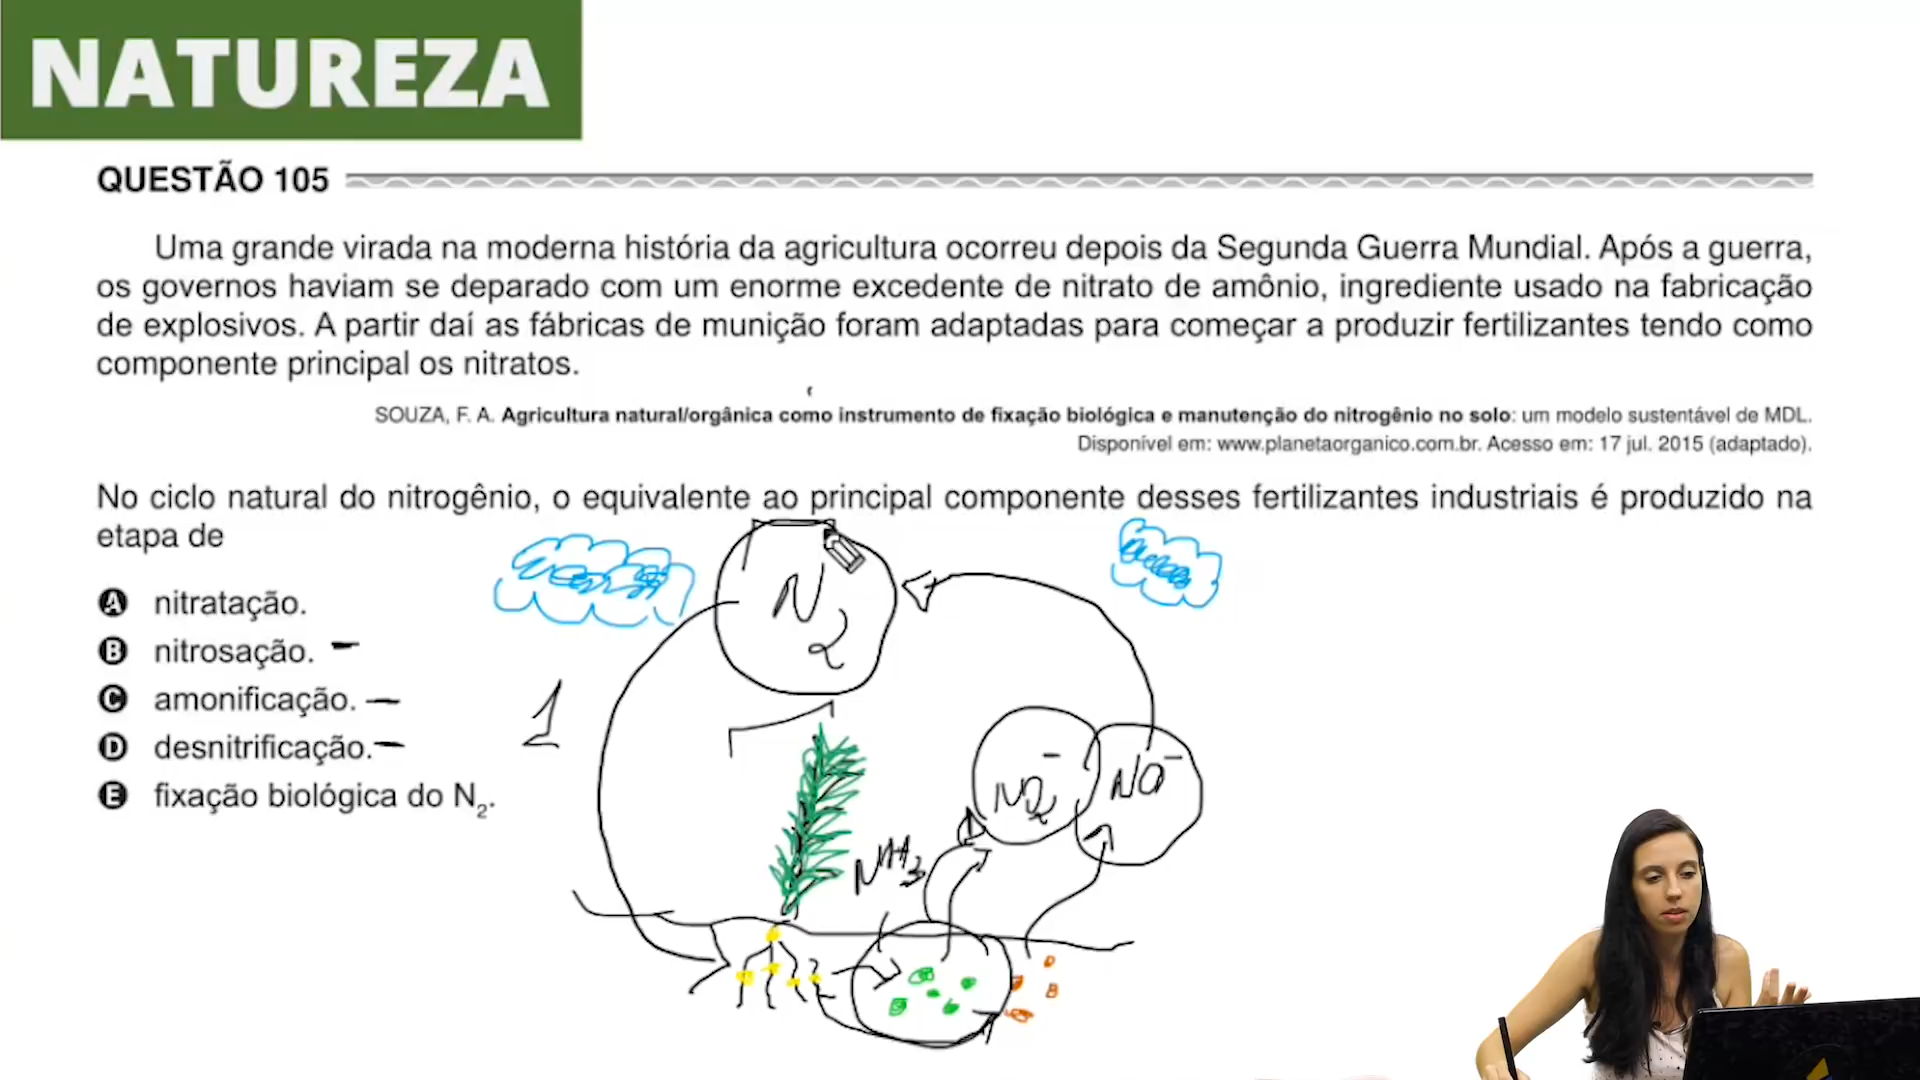 NATUREZA
QUESTÃO 105
Uma grande virada na moderna história da agricultura ocorreu depois da Segunda Guerra Mundial. Após a guerra,
os governos haviam se deparado com um enorme excedente de nitrato de amônio, ingrediente usado na fabricação
de explosivos. A partir daí as fábricas de munição foram adaptadas para começar a produzir fertilizantes tendo como
componente principal os nitratos.
SOUZA, F. A. Agricultura natural/orgânica como instrumento de fixação biológica e manutenção do nitrogênio no solo: um modelo sustentável de MDL.
Disponível em: www.planetaorganico.com.br. Acesso em: 17 jul. 2015 (adaptado).
No ciclo natural do nitrogênio, o equivalente ao principal componente desses fertilizantes industriais é produzido na
etapa de
A nitratação.
B nitrosação.
C amonificação.
D desnitrificação.
E fixação biológica do N2.
N2
1
NO2-
NO-
NH3